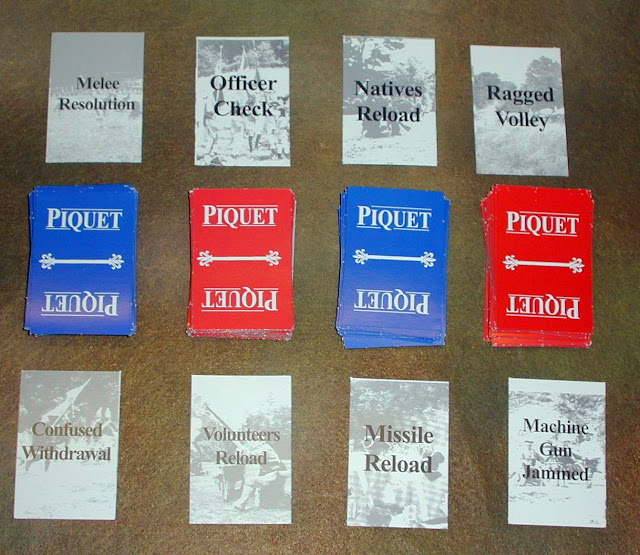 Melee
Resolution
Officer
Check
Natives
Reload
Ragged
Volley
PIQUET
PIQUET
PIQUET
PIQUET
PIQUET
PIQUET
PIQUET
PIQUET
Confused
Withdrawal
Volunteers
Reload
Missile
Reload
Machine
Gun
Jammed